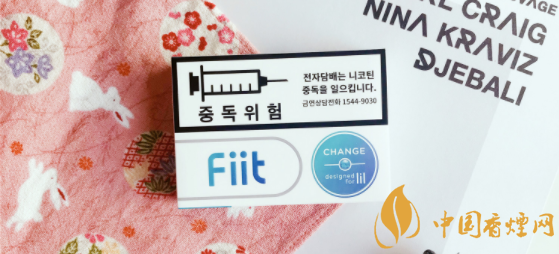 CRAIG
NINA KRAVIZ
DJEBALI
전자담배는 니코틴
중독을 일으킵니다.
금연상담전화 1544-9030
중독위험
Fiit
CHANGE
designed
for lil
中国香烟网